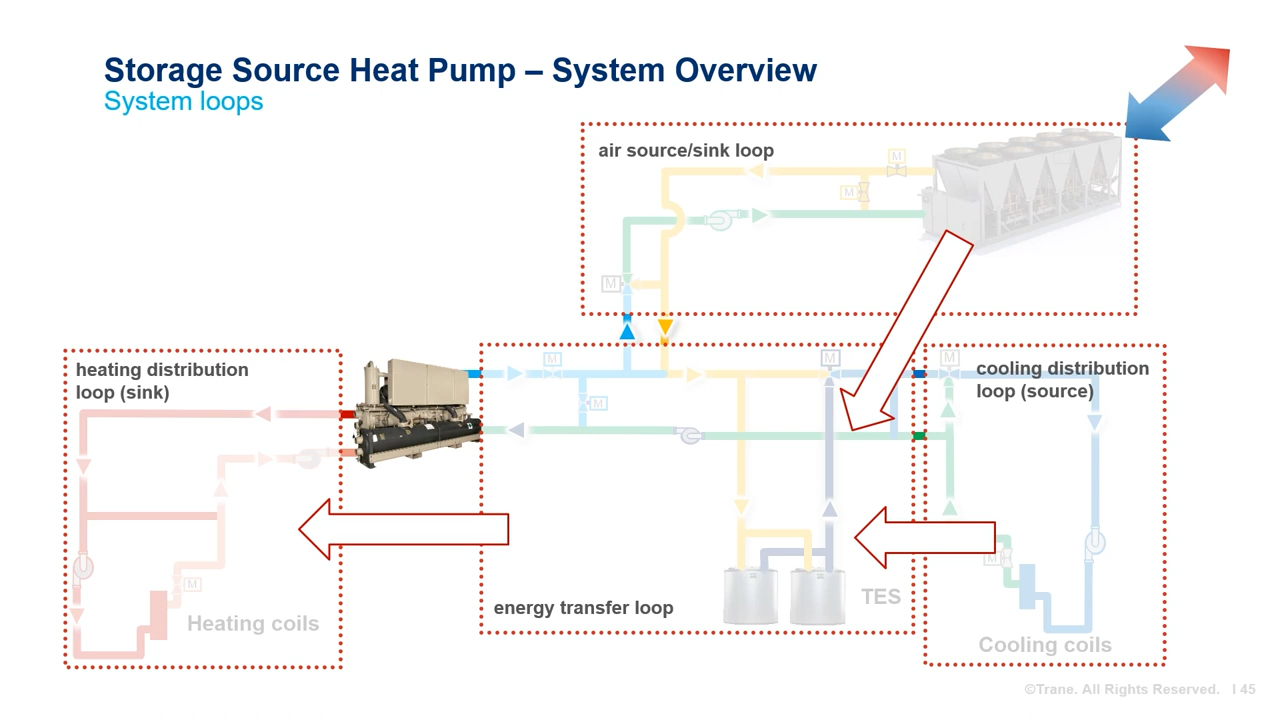 Storage Source Heat Pump – System Overview
System loops
air source/sink loop
M
M
M
heating distribution
loop (sink)
M
M
M
M
cooling distribution
loop (source)
M
M
Heating coils
energy transfer loop
TES
Cooling coils
©Trane. All Rights Reserved. I 45